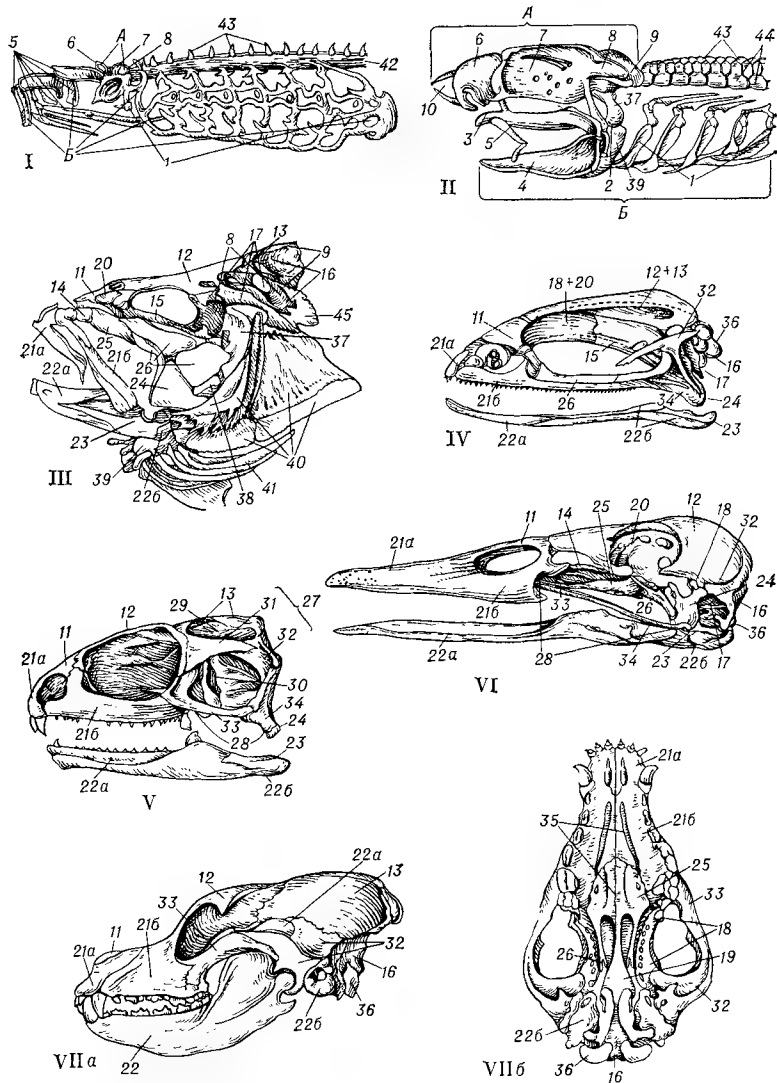 5 6 А 7 8 43
42
Б 1
I
А
6 7 8 9 43 44
10
37
3 5
4 2 39 1
II
Б
8 17 13 9
12
20
11
14 15
16
45
37
21а 25 21б 26
22а 24
23
40
39 22б 38 41
III
18+20 12+13
32
11 36
21а 15
16
17
21б 26 34 24
22а 22б 23
IV
12
18
20 32
11 14 25
21а
24
33 26 16
21б 36
28
22а 34 23 22б 17
VI
29 13 27
12 31
32
11
21а
30
34
21б 33 24
28
23
22а 22б
V
22а
13
12
33
11 21б
21а
32
16
22б 36
22
VIIа
21а
21б
35
25
33
18
26 19
32
22б
36 16
VIIб